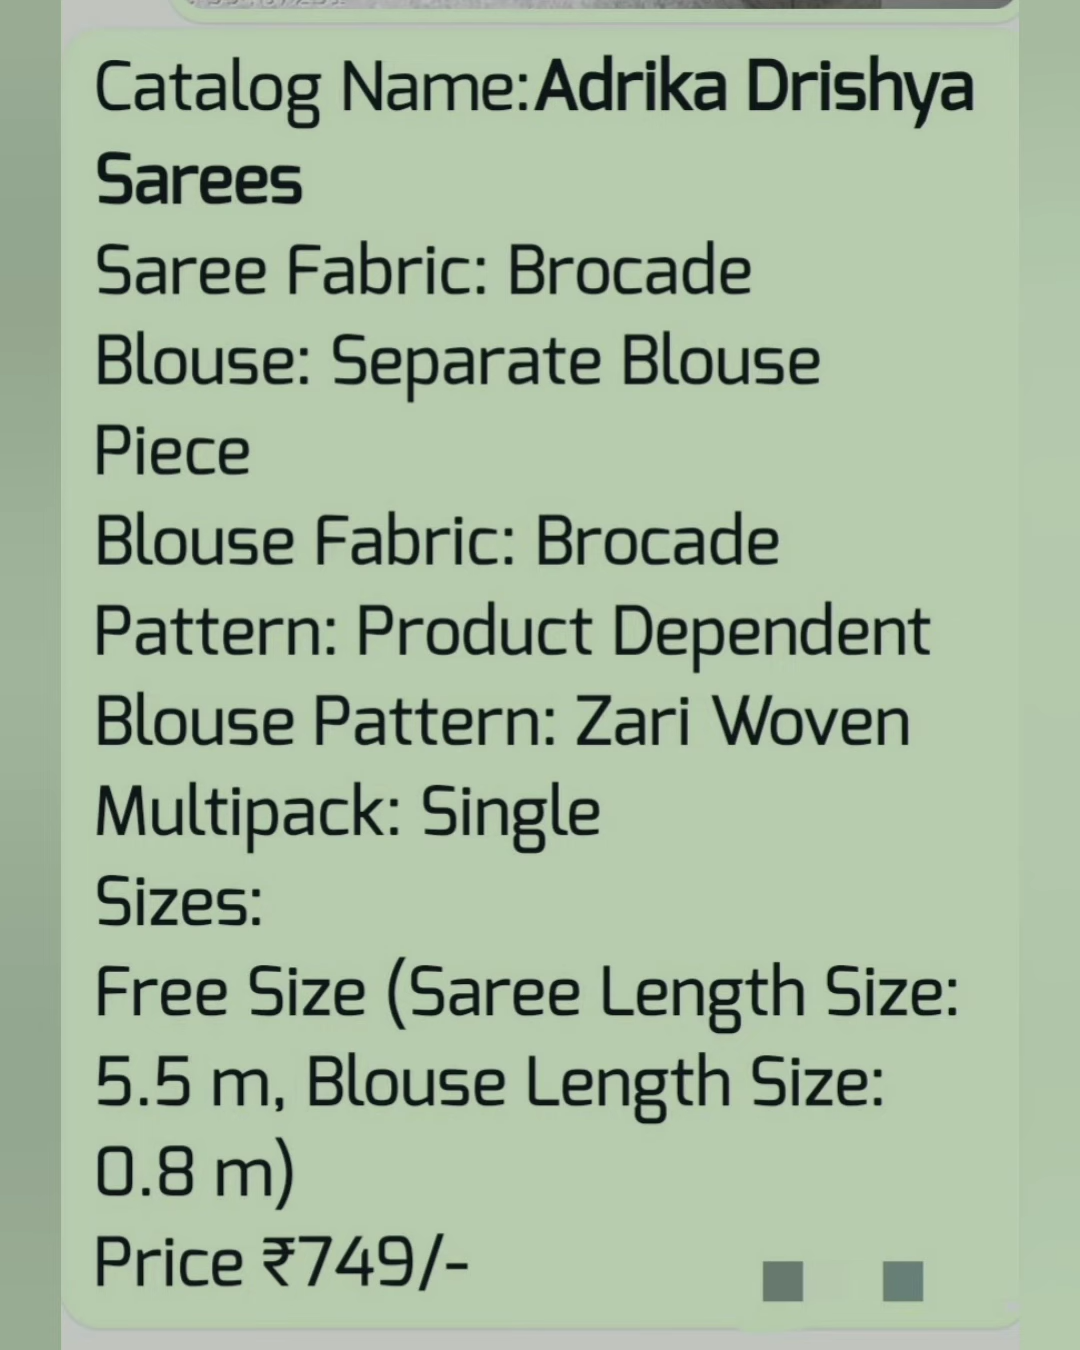 Catalog Name:Adrika Drishya
Sarees
Saree Fabric: Brocade
Blouse: Separate Blouse
Piece
Blouse Fabric: Brocade
Pattern: Product Dependent
Blouse Pattern: Zari Woven
Multipack: Single
Sizes:
Free Size (Saree Length Size:
5.5 m, Blouse Length Size:
0.8 m)
Price ₹749/-